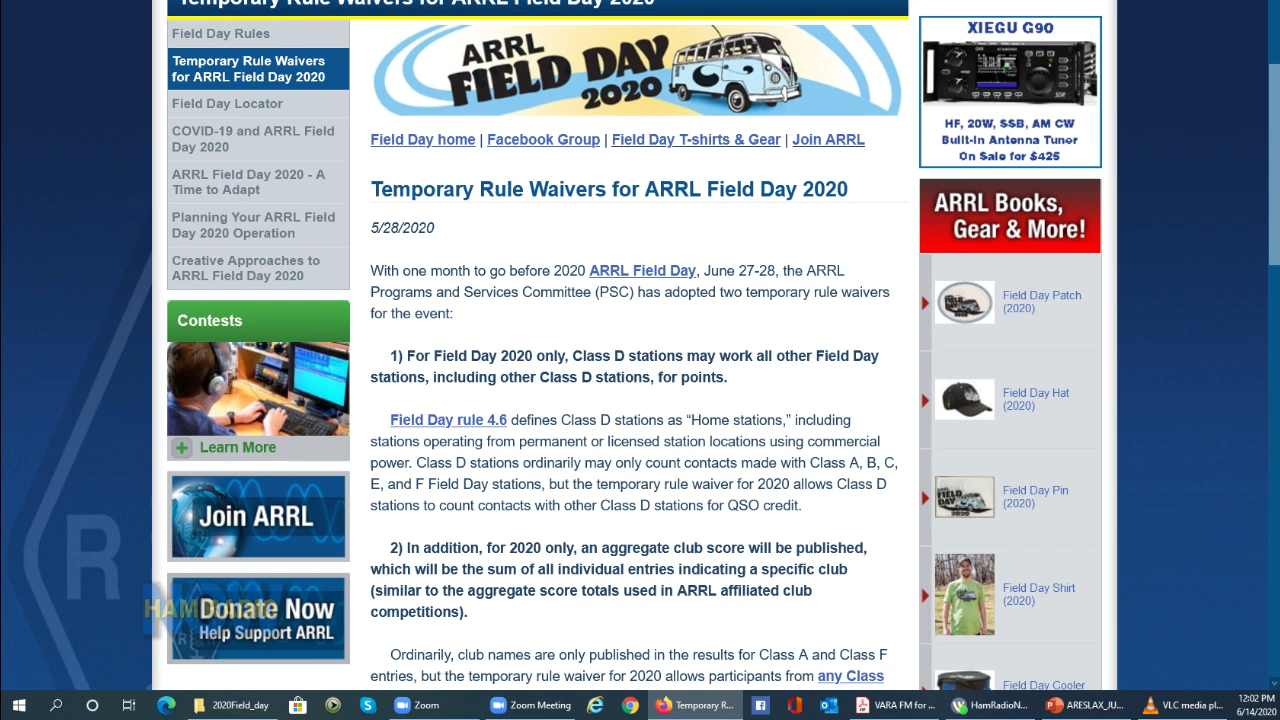 Temporary Rule Waivers for ARRL Field Day 2020
Field Day Rules
Temporary Rule Waivers
for ARRL Field Day 2020
Field Day Locator
COVID-19 and ARRL Field
Day 2020
ARRL Field Day 2020 - A
Time to Adapt
Planning Your ARRL Field
Day 2020 Operation
Creative Approaches to
ARRL Field Day 2020
Contests
+ Learn More
Join ARRL
Donate Now
Help Support ARRL
HAM
R
ARRL
FIELD DAY
2020
Field Day home | Facebook Group | Field Day T-shirts & Gear | Join ARRL
Temporary Rule Waivers for ARRL Field Day 2020
5/28/2020
With one month to go before 2020 ARRL Field Day, June 27-28, the ARRL
Programs and Services Committee (PSC) has adopted two temporary rule waivers
for the event:
1) For Field Day 2020 only, Class D stations may work all other Field Day
stations, including other Class D stations, for points.
Field Day rule 4.6 defines Class D stations as “Home stations,” including
stations operating from permanent or licensed station locations using commercial
power. Class D stations ordinarily may only count contacts made with Class A, B, C,
E, and F Field Day stations, but the temporary rule waiver for 2020 allows Class D
stations to count contacts with other Class D stations for QSO credit.
2) In addition, for 2020 only, an aggregate club score will be published,
which will be the sum of all individual entries indicating a specific club
(similar to the aggregate score totals used in ARRL affiliated club
competitions).
Ordinarily, club names are only published in the results for Class A and Class F
entries, but the temporary rule waiver for 2020 allows participants from any Class
XIEGU G90
HF, 20W, SSB, AM CW
Built-in Antenna Tuner
On Sale for $425
ARRL Books,
Gear & More!
Field Day Patch
(2020)
Field Day Hat
(2020)
Field Day Pin
(2020)
FIELD DAY
2020
Field Day Shirt
(2020)
Field Day Cooler
2020Field_day
Zoom
Zoom Meeting
Temporary R...
VARA FM for ...
HamRadioN...
ARESLAX_JU...
VLC media pl...
12:02 PM
6/14/2020